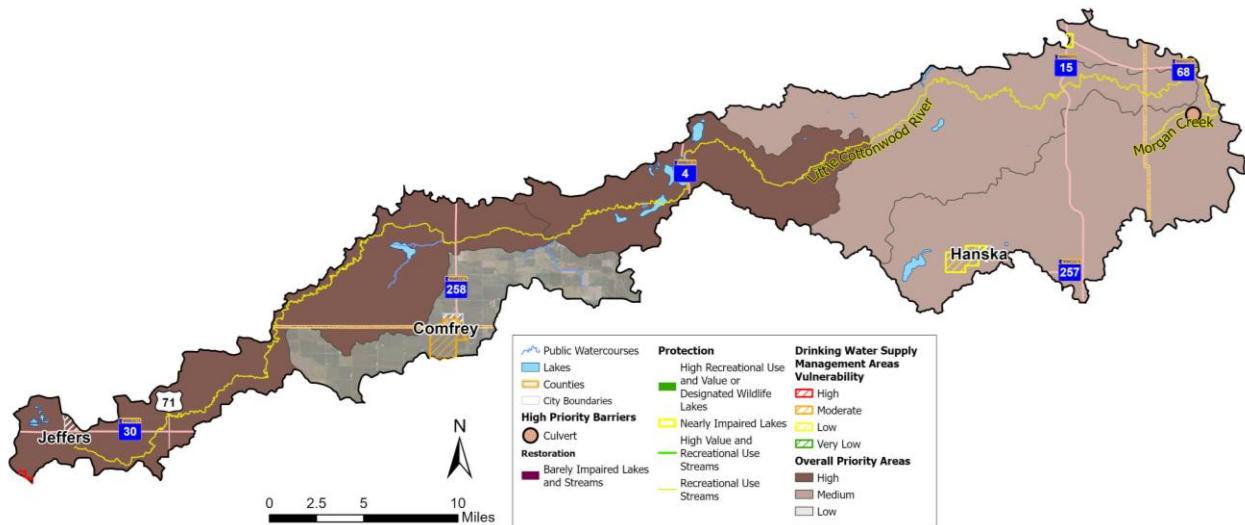 15
68
Morgan Creek
Little Cottonwood River
4
Hanska
257
258
Comfrey
71
Jeffers
30
N
0 2.5 5 10
Miles
Public Watercourses
Lakes
Counties
City Boundaries
High Priority Barriers
Culvert
Restoration
Barely Impaired Lakes
and Streams
Protection
High Recreational Use
and Value or
Designated Wildlife
Lakes
Nearly Impaired Lakes
High Value and
Recreational Use
Streams
Recreational Use
Streams
Drinking Water Supply
Management Areas
Vulnerability
High
Moderate
Low
Very Low
Overall Priority Areas
High
Medium
Low